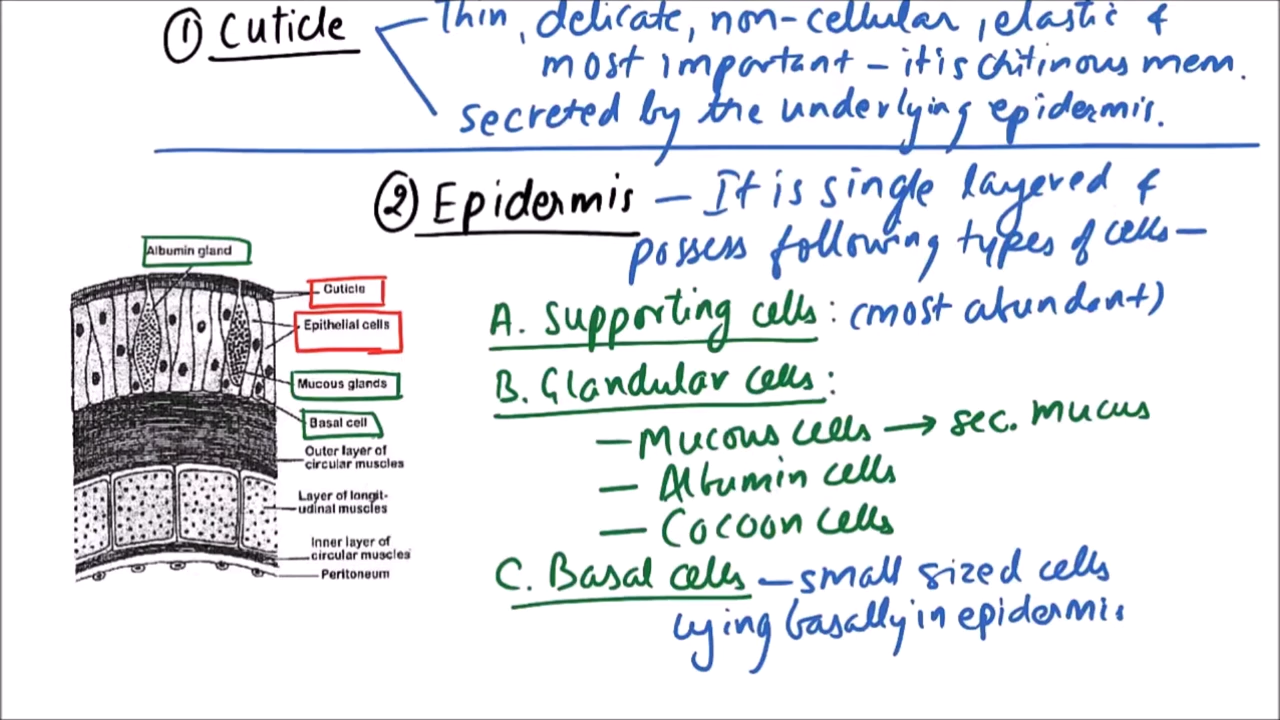 ① Cuticle
Thin, delicate, non-cellular, elastic &
most important - it is chitinous mem.
secreted by the underlying epidermis.
② Epidermis - It is single layered &
possess following types of cells -
A. Supporting cells : (most abundant)
B. Glandular cells :
- Mucous cells → sec. mucus
- Albumin cells
- Cocoon cells
C. Basal cells - small sized cells
lying basally in epidermis
Albumin gland
Cuticle
Epithelial cells
Mucous glands
Basal cell
Outer layer of
circular muscles
Layer of longit-
udinal muscles
Inner layer of
circular muscles
Peritoneum